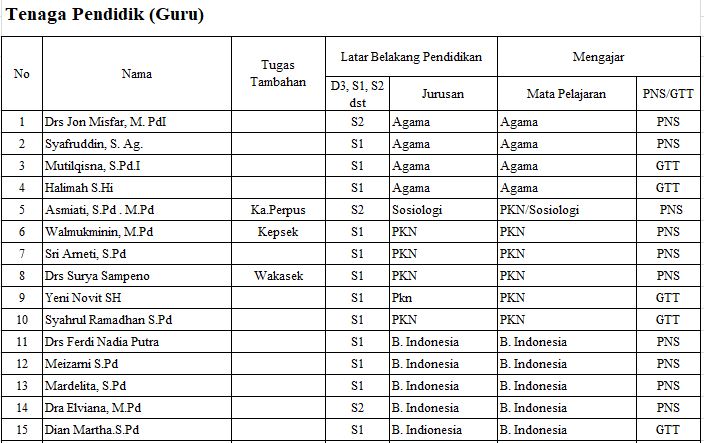 Tenaga Pendidik (Guru)
No Nama Tugas Tambahan Latar Belakang Pendidikan Mengajar
D3, S1, S2 dst Jurusan Mata Pelajaran PNS/GTT
1 Drs Jon Misfar, M. PdI S2 Agama Agama PNS
2 Syafruddin, S. Ag. S1 Agama Agama PNS
3 Mutilqisna, S.Pd.I S1 Agama Agama GTT
4 Halimah S.Hi S1 Agama Agama GTT
5 Asmiati, S.Pd . M.Pd Ka.Perpus S2 Sosiologi PKN/Sosiologi PNS
6 Walmukminin, M.Pd Kepsek S1 PKN PKN PNS
7 Sri Arneti, S.Pd S1 PKN PKN PNS
8 Drs Surya Sampeno Wakasek S1 PKN PKN PNS
9 Yeni Novit SH S1 Pkn PKN GTT
10 Syahrul Ramadhan S.Pd S1 PKN PKN GTT
11 Drs Ferdi Nadia Putra S1 B. Indonesia B. Indonesia PNS
12 Meizarni S.Pd S1 B. Indonesia B. Indonesia PNS
13 Mardelita, S.Pd S1 B. Indonesia B. Indonesia PNS
14 Dra Elviana, M.Pd S2 B. Indonesia B. Indonesia PNS
15 Dian Martha.S.Pd S1 B. Indionesia B. Indonesia GTT